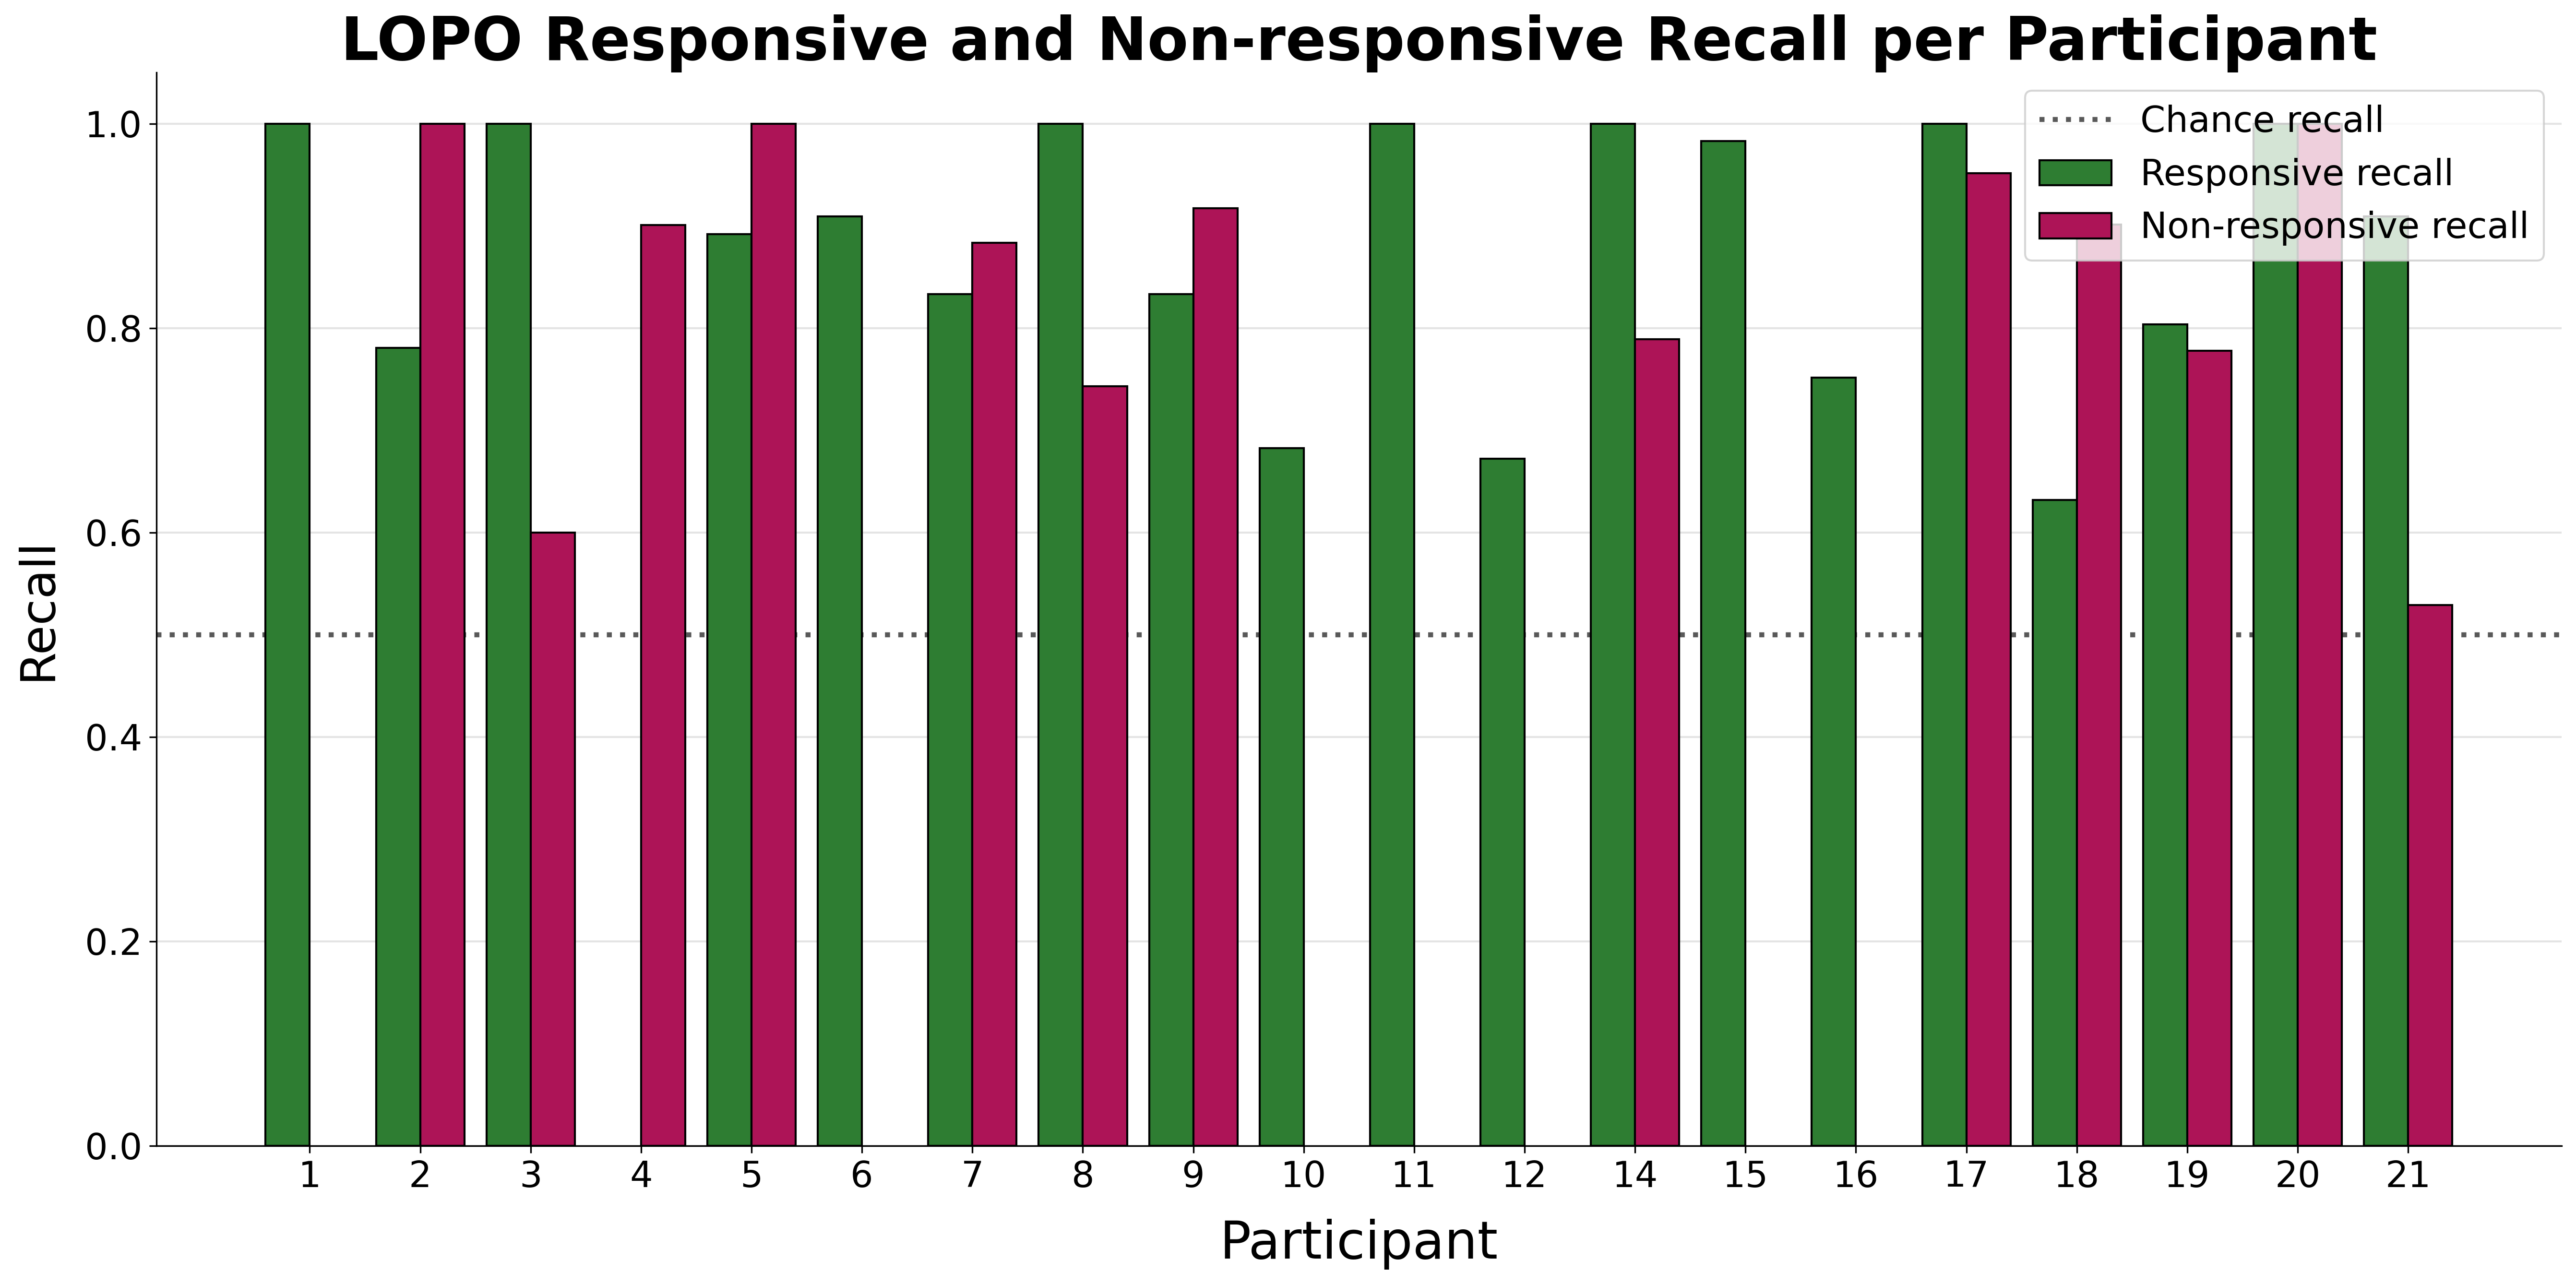 LOPO Responsive and Non-responsive Recall per Participant
Chance recall
Responsive recall
Non-responsive recall
Recall
1.0
0.8
0.6
0.4
0.2
0.0
1 2 3 4 5 6 7 8 9 10 11 12 14 15 16 17 18 19 20 21
Participant